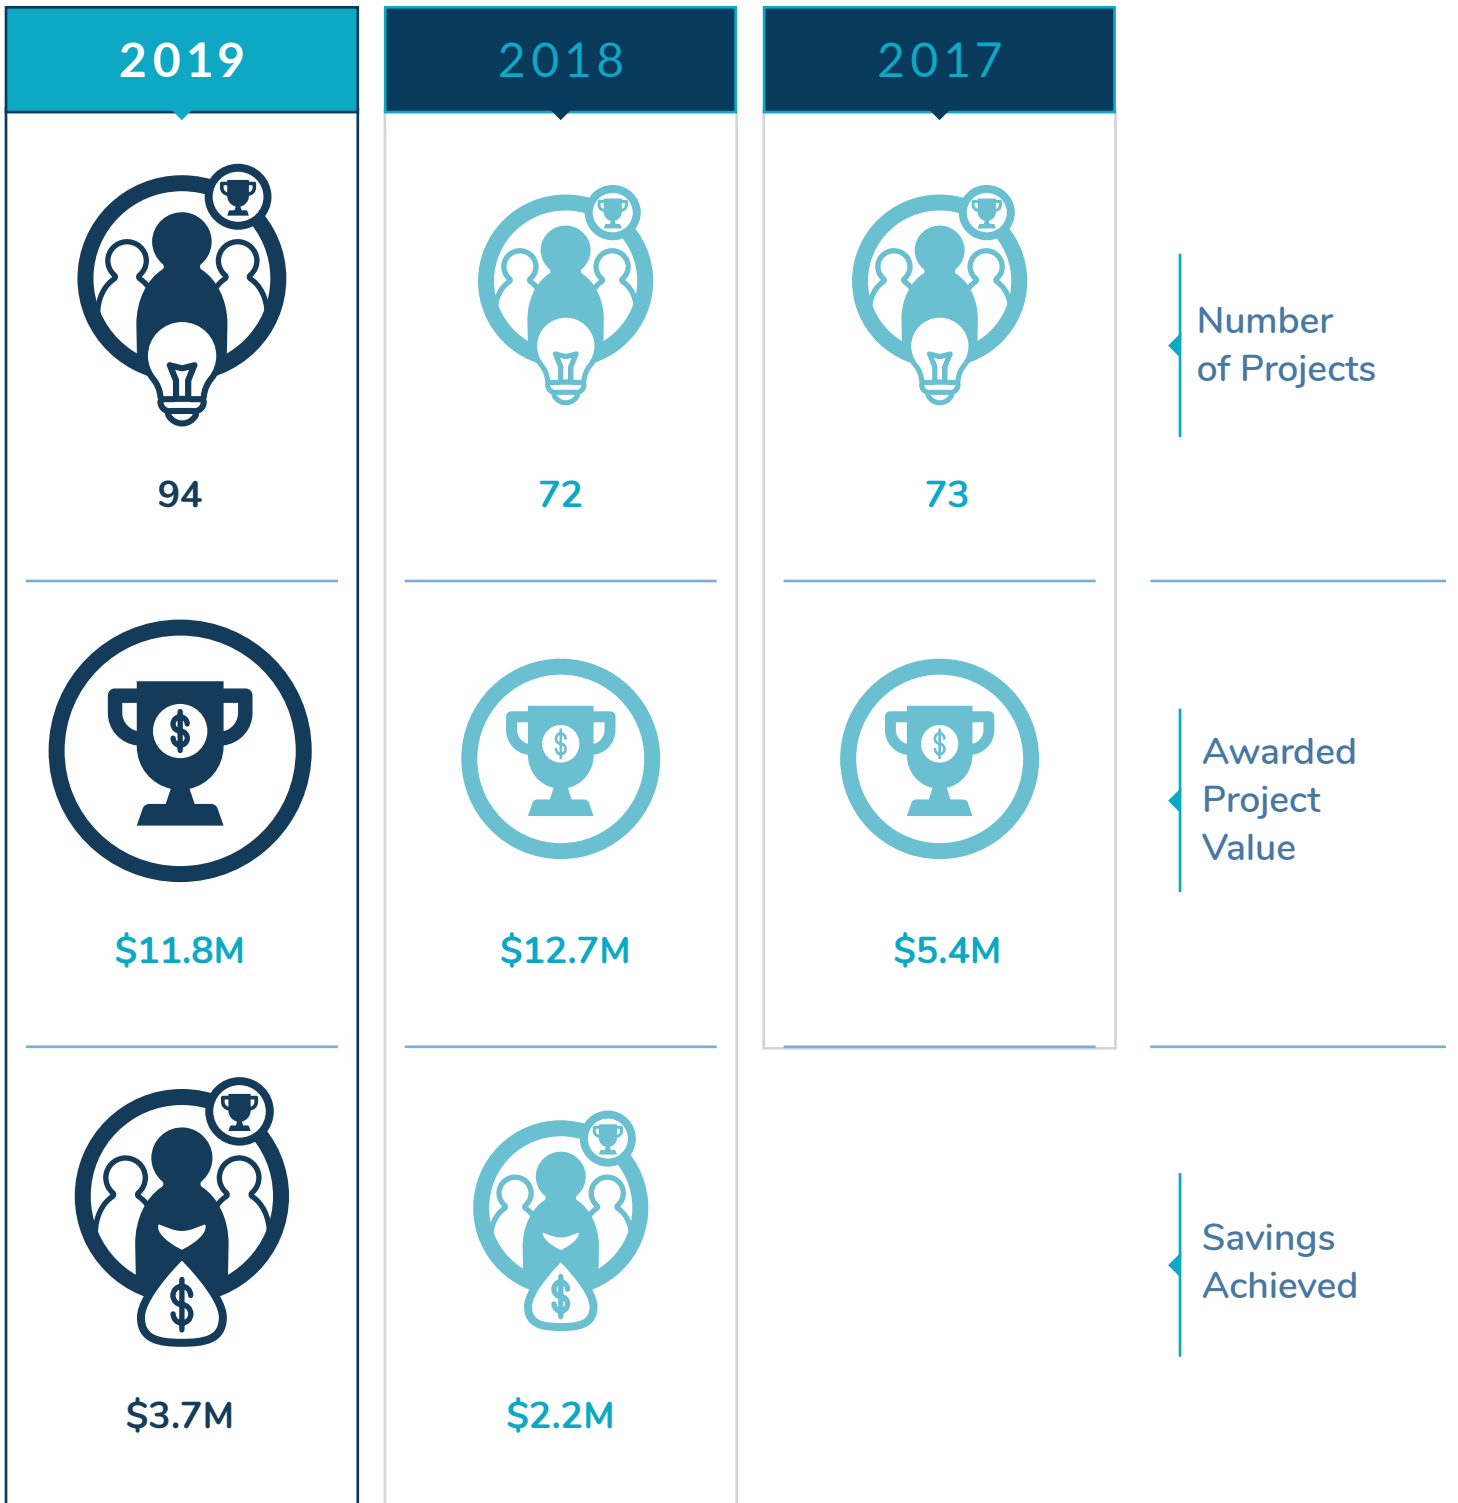 2019
2018
2017
94
72
73
Number
of Projects
$11.8M
$12.7M
$5.4M
Awarded
Project
Value
$3.7M
$2.2M
Savings
Achieved